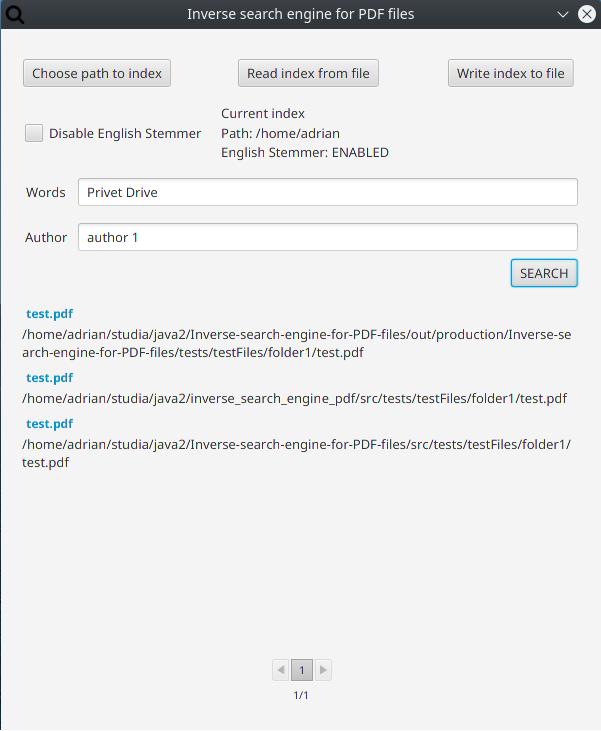 Inverse search engine for PDF files
Choose path to index
Read index from file
Write index to file
Disable English Stemmer
Current index
Path: /home/adrian
English Stemmer: ENABLED
Words
Privet Drive
Author
author 1
SEARCH
test.pdf
/home/adrian/studia/java2/Inverse-search-engine-for-PDF-files/out/production/Inverse-se-
arch-engine-for-PDF-files/tests/testFiles/folder1/test.pdf
test.pdf
/home/adrian/studia/java2/inverse_search_engine_pdf/src/tests/testFiles/folder1/test.pdf
test.pdf
/home/adrian/studia/java2/Inverse-search-engine-for-PDF-files/src/tests/testFiles/folder1/
test.pdf
1
1/1